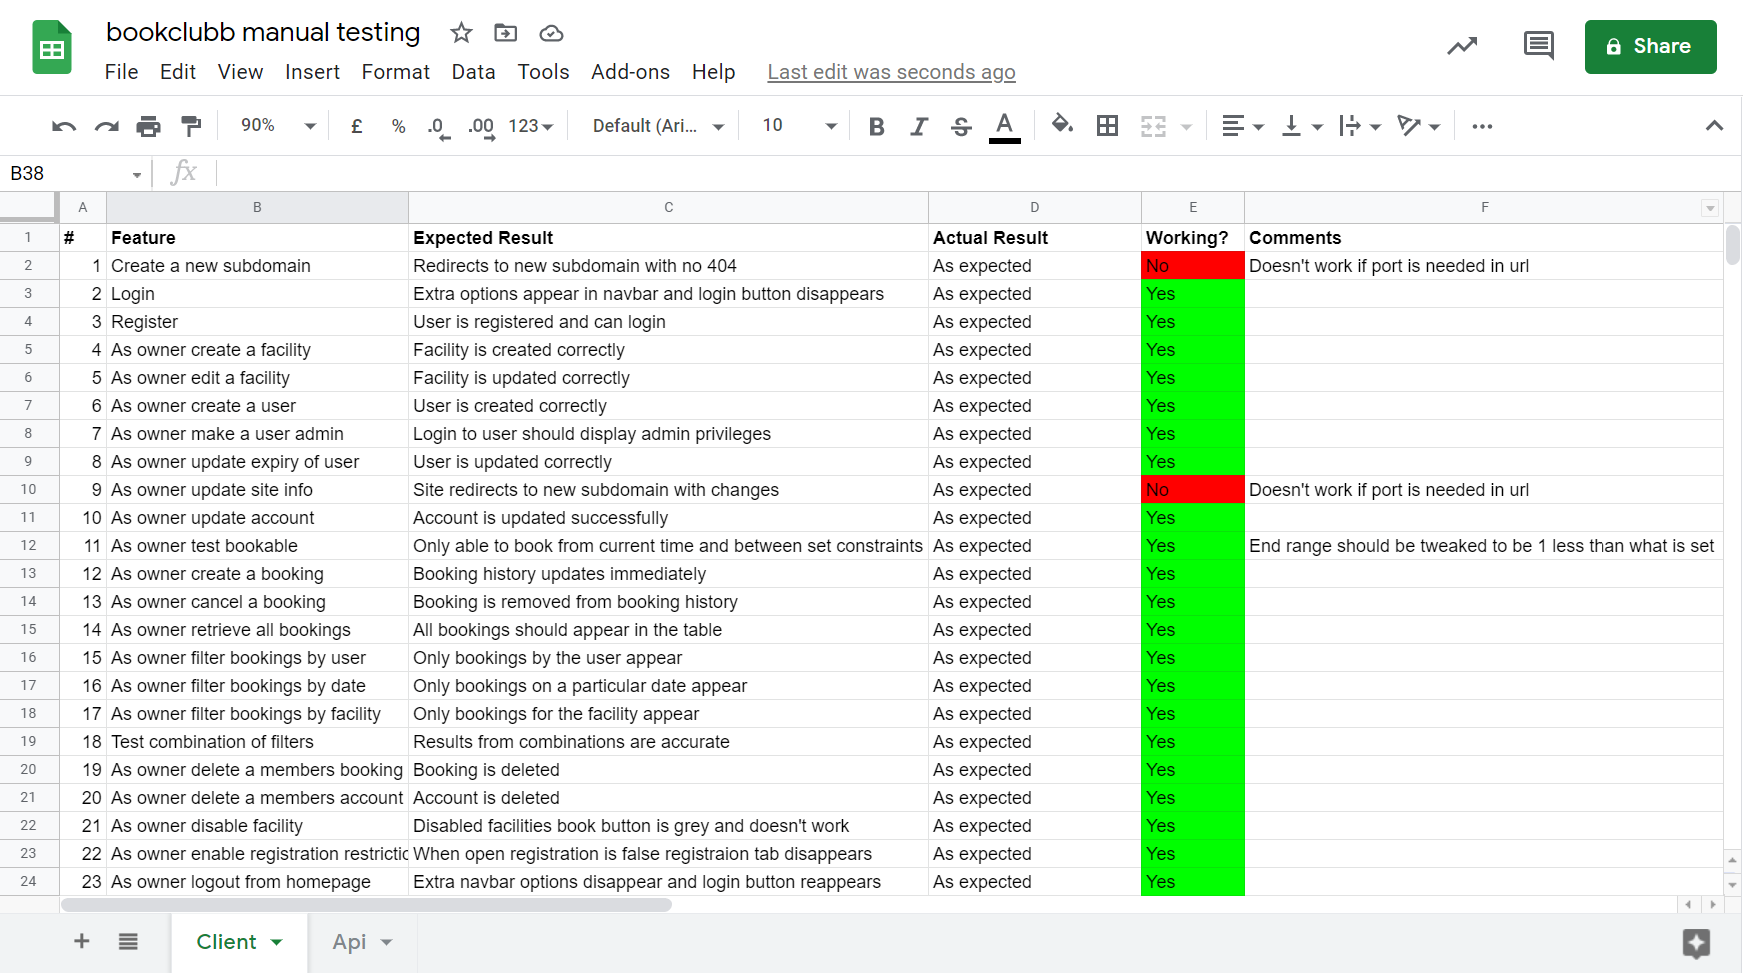 bookclubb manual testing
File Edit View Insert Format Data Tools Add-ons Help Last edit was seconds ago
Share
90% £ % .0 .00 123 Default (Ari... 10 B I S A
B38 fx
A B C D E F
1 # Feature Expected Result Actual Result Working? Comments
2 1 Create a new subdomain Redirects to new subdomain with no 404 As expected No Doesn't work if port is needed in url
3 2 Login Extra options appear in navbar and login button disappears As expected Yes
4 3 Register User is registered and can login As expected Yes
5 4 As owner create a facility Facility is created correctly As expected Yes
6 5 As owner edit a facility Facility is updated correctly As expected Yes
7 6 As owner create a user User is created correctly As expected Yes
8 7 As owner make a user admin Login to user should display admin privileges As expected Yes
9 8 As owner update expiry of user User is updated correctly As expected Yes
10 9 As owner update site info Site redirects to new subdomain with changes As expected No Doesn't work if port is needed in url
11 10 As owner update account Account is updated successfully As expected Yes
12 11 As owner test bookable Only able to book from current time and between set constraints As expected Yes End range should be tweaked to be 1 less than what is set
13 12 As owner create a booking Booking history updates immediately As expected Yes
14 13 As owner cancel a booking Booking is removed from booking history As expected Yes
15 14 As owner retrieve all bookings All bookings should appear in the table As expected Yes
16 15 As owner filter bookings by user Only bookings by the user appear As expected Yes
17 16 As owner filter bookings by date Only bookings on a particular date appear As expected Yes
18 17 As owner filter bookings by facility Only bookings for the facility appear As expected Yes
19 18 Test combination of filters Results from combinations are accurate As expected Yes
20 19 As owner delete a members booking Booking is deleted As expected Yes
21 20 As owner delete a members account Account is deleted As expected Yes
22 21 As owner disable facility Disabled facilities book button is grey and doesn't work As expected Yes
23 22 As owner enable registration restrictic When open registration is false registraion tab disappears As expected Yes
24 23 As owner logout from homepage Extra navbar options disappear and login button reappears As expected Yes
Client Api